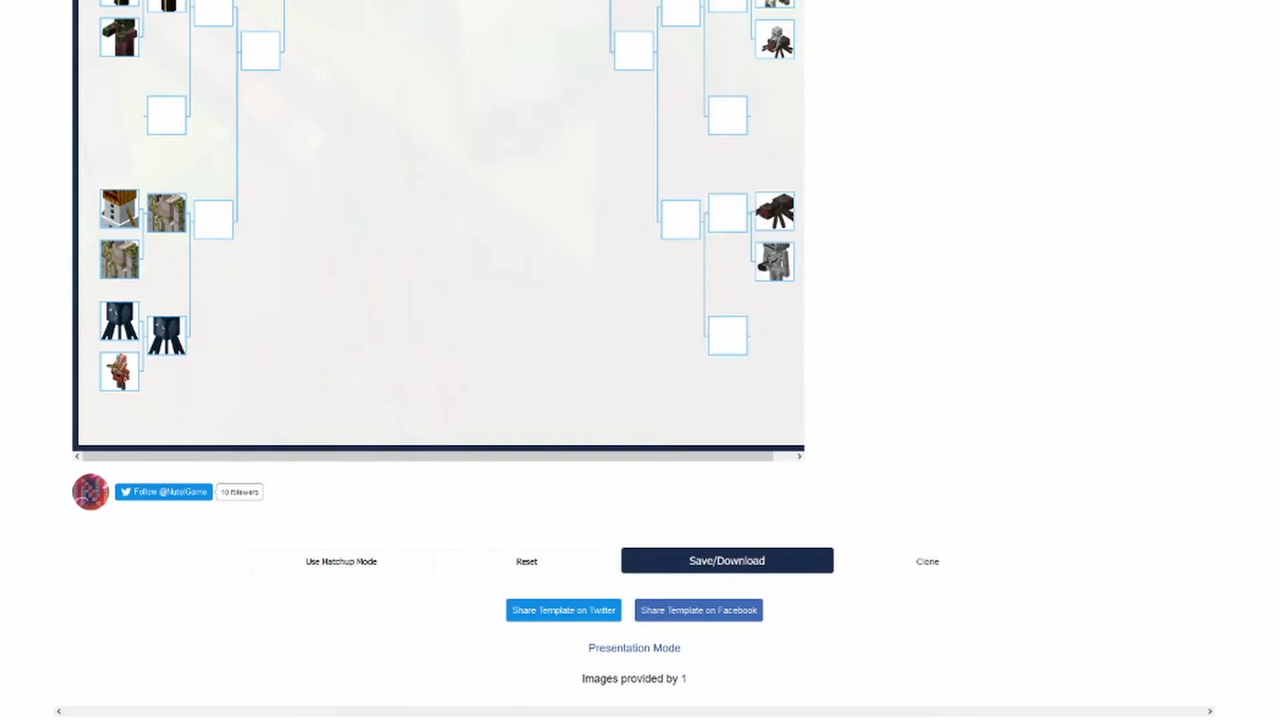 Follow @NutelGame
10 followers
Use Matchup Mode
Reset
Save/Download
Clone
Share Template on Twitter
Share Template on Facebook
Presentation Mode
Images provided by 1